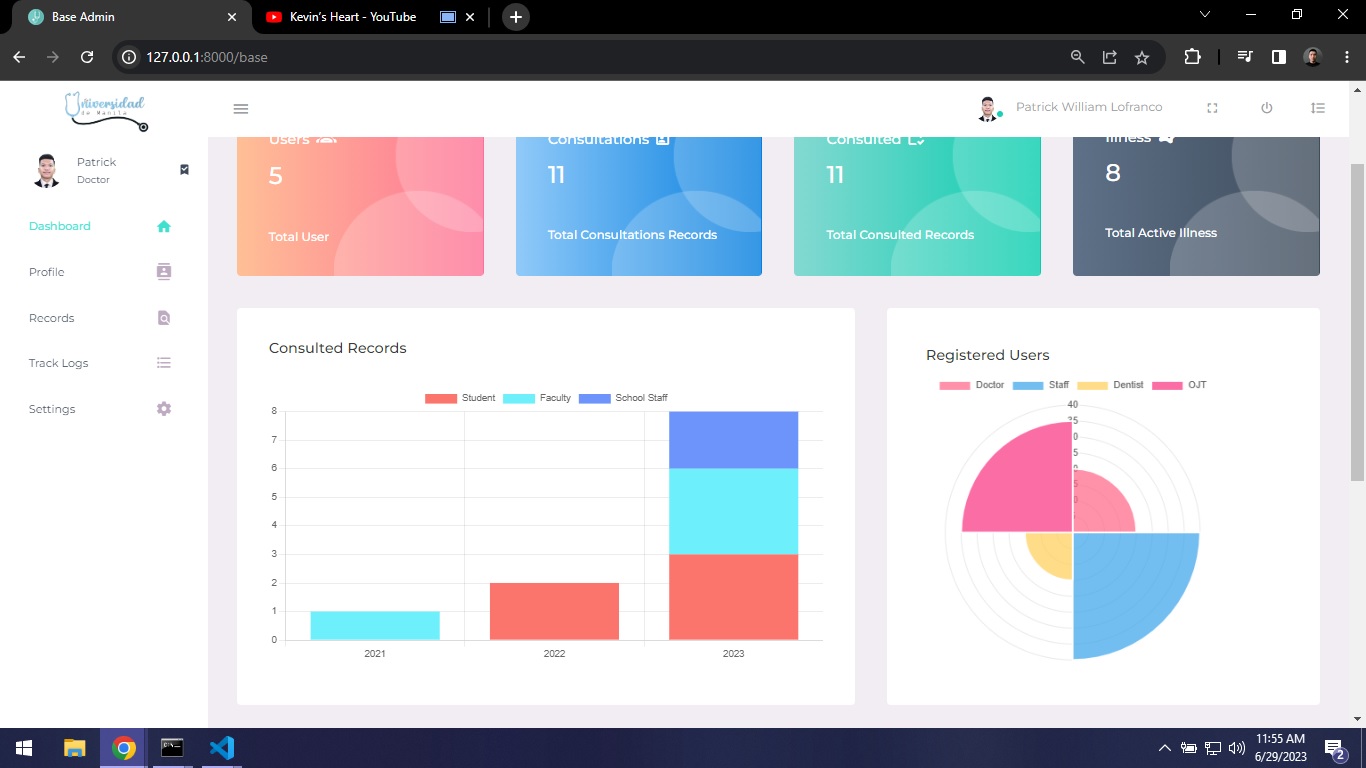 Base Admin
Kevin's Heart - YouTube
127.0.0.1:8000/base
Universidad
de Manila
Patrick William Lofranco
Patrick
Doctor
Dashboard
Profile
Records
Track Logs
Settings
Users
5
Total User
Consultations
11
Total Consultations Records
Consulted
11
Total Consulted Records
Illness
8
Total Active Illness
Consulted Records
Student Faculty School Staff
8
7
6
5
4
3
2
1
0
2021 2022 2023
Registered Users
Doctor Staff Dentist OJT
40
11:55 AM
6/29/2023
2